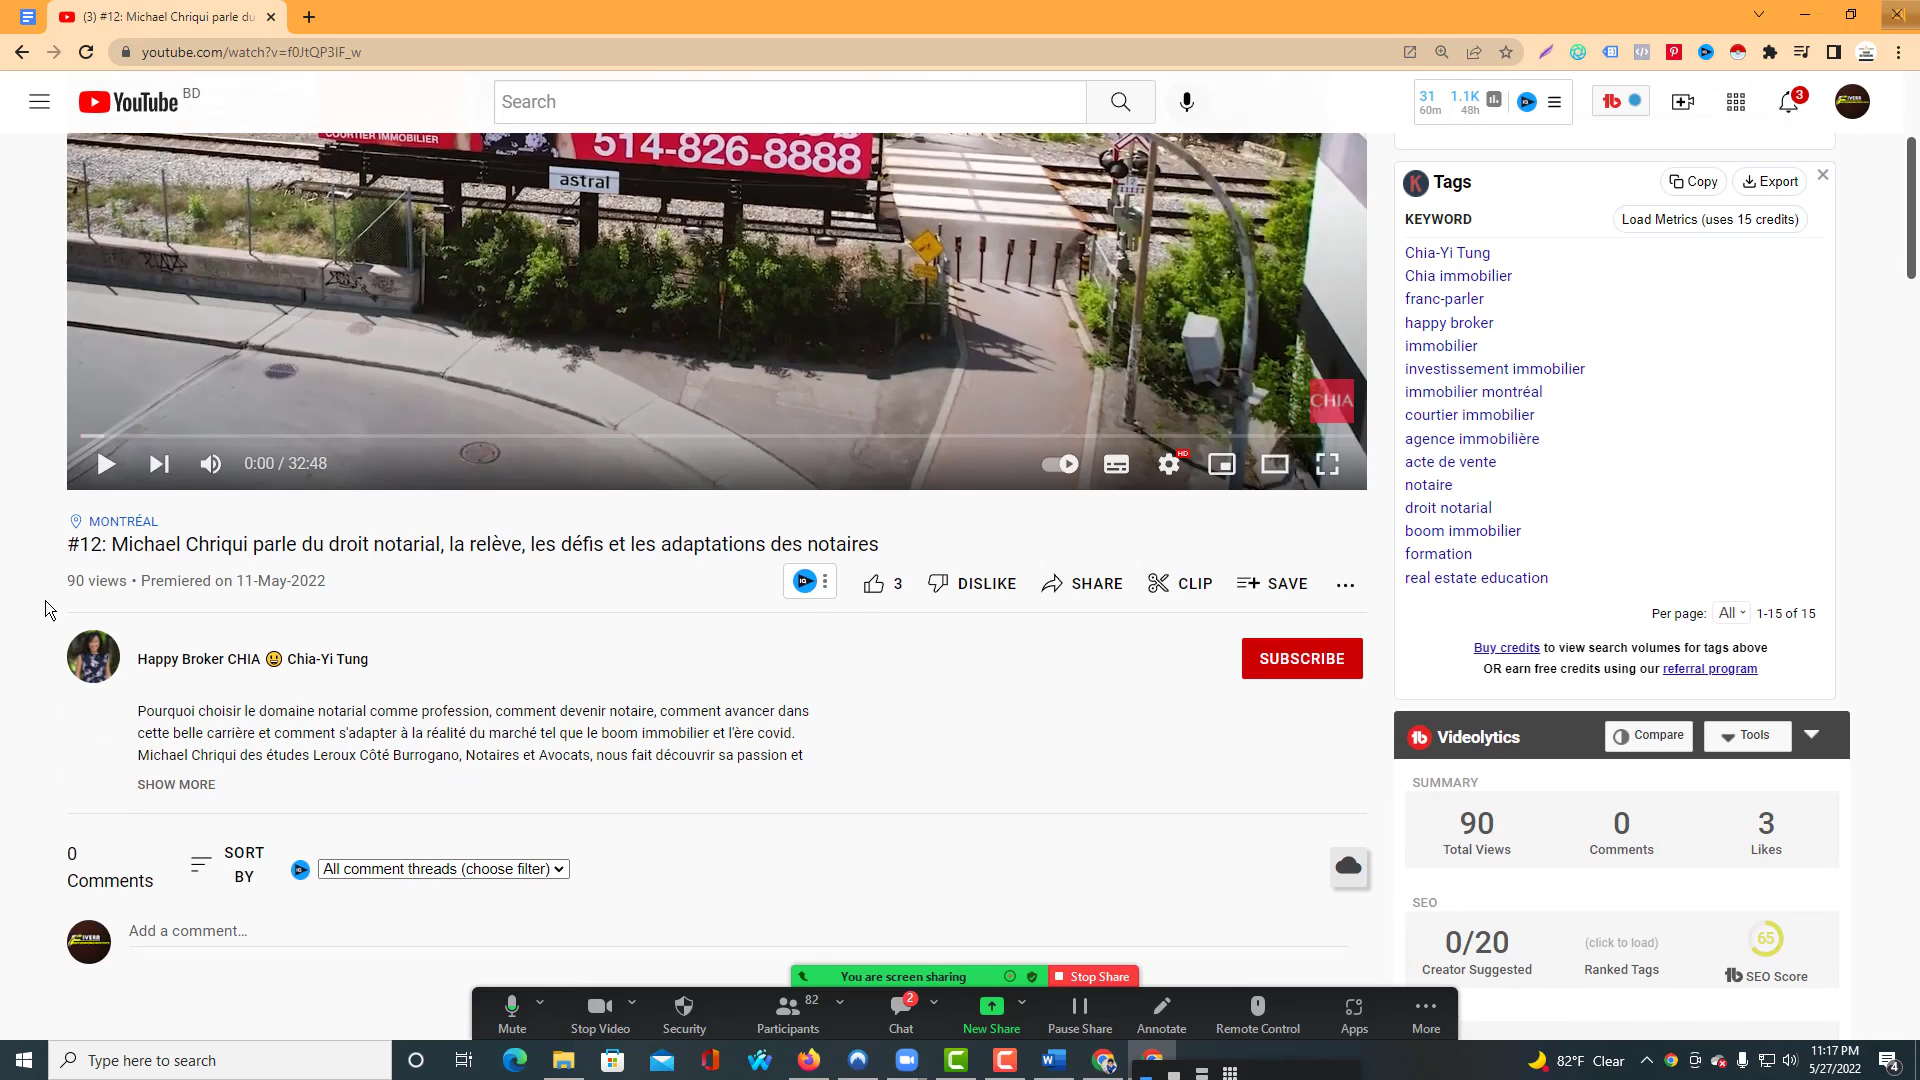 (3) #12: Michael Chriqui parle du
youtube.com/watch?v=f0JtQP3IF_w
YouTube BD
Search
31 1.1K
60m 48h
3
COURTIER IMMOBILIER
514-826-8888
astral
CHIA
0:00 / 32:48
HD
MONTRÉAL
#12: Michael Chriqui parle du droit notarial, la relève, les défis et les adaptations des notaires
90 views • Premiered on 11-May-2022
IQ
3
DISLIKE
SHARE
CLIP
SAVE
Happy Broker CHIA 😃 Chia-Yi Tung
SUBSCRIBE
Pourquoi choisir le domaine notarial comme profession, comment devenir notaire, comment avancer dans
cette belle carrière et comment s'adapter à la réalité du marché tel que le boom immobilier et l'ère covid.
Michael Chriqui des études Leroux Côté Burrogano, Notaires et Avocats, nous fait découvrir sa passion et
SHOW MORE
0
Comments
SORT
BY
All comment threads (choose filter)
Add a comment...
K Tags
Copy
Export
KEYWORD
Load Metrics (uses 15 credits)
Chia-Yi Tung
Chia immobilier
franc-parler
happy broker
immobilier
investissement immobilier
immobilier montréal
courtier immobilier
agence immobilière
acte de vente
notaire
droit notarial
boom immobilier
formation
real estate education
Per page: All 1-15 of 15
Buy credits to view search volumes for tags above
OR earn free credits using our referral program
Videolytics
Compare
Tools
SUMMARY
90
Total Views
0
Comments
3
Likes
SEO
0/20
Creator Suggested
(click to load)
Ranked Tags
65
SEO Score
You are screen sharing
Stop Share
Mute
Stop Video
Security
Participants 82
Chat 2
New Share
Pause Share
Annotate
Remote Control
Apps
More
Type here to search
82°F Clear
11:17 PM
5/27/2022
4